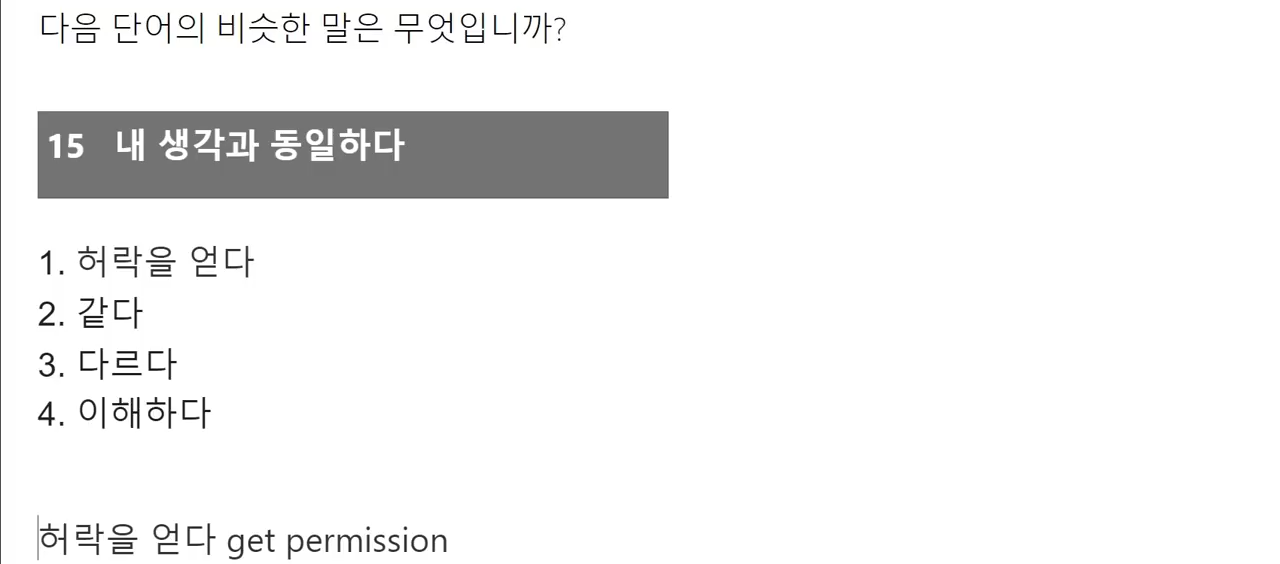 다음 단어의 비슷한 말은 무엇입니까?
15 내 생각과 동일하다
1. 허락을 얻다
2. 같다
3. 다르다
4. 이해하다
허락을 얻다 get permission